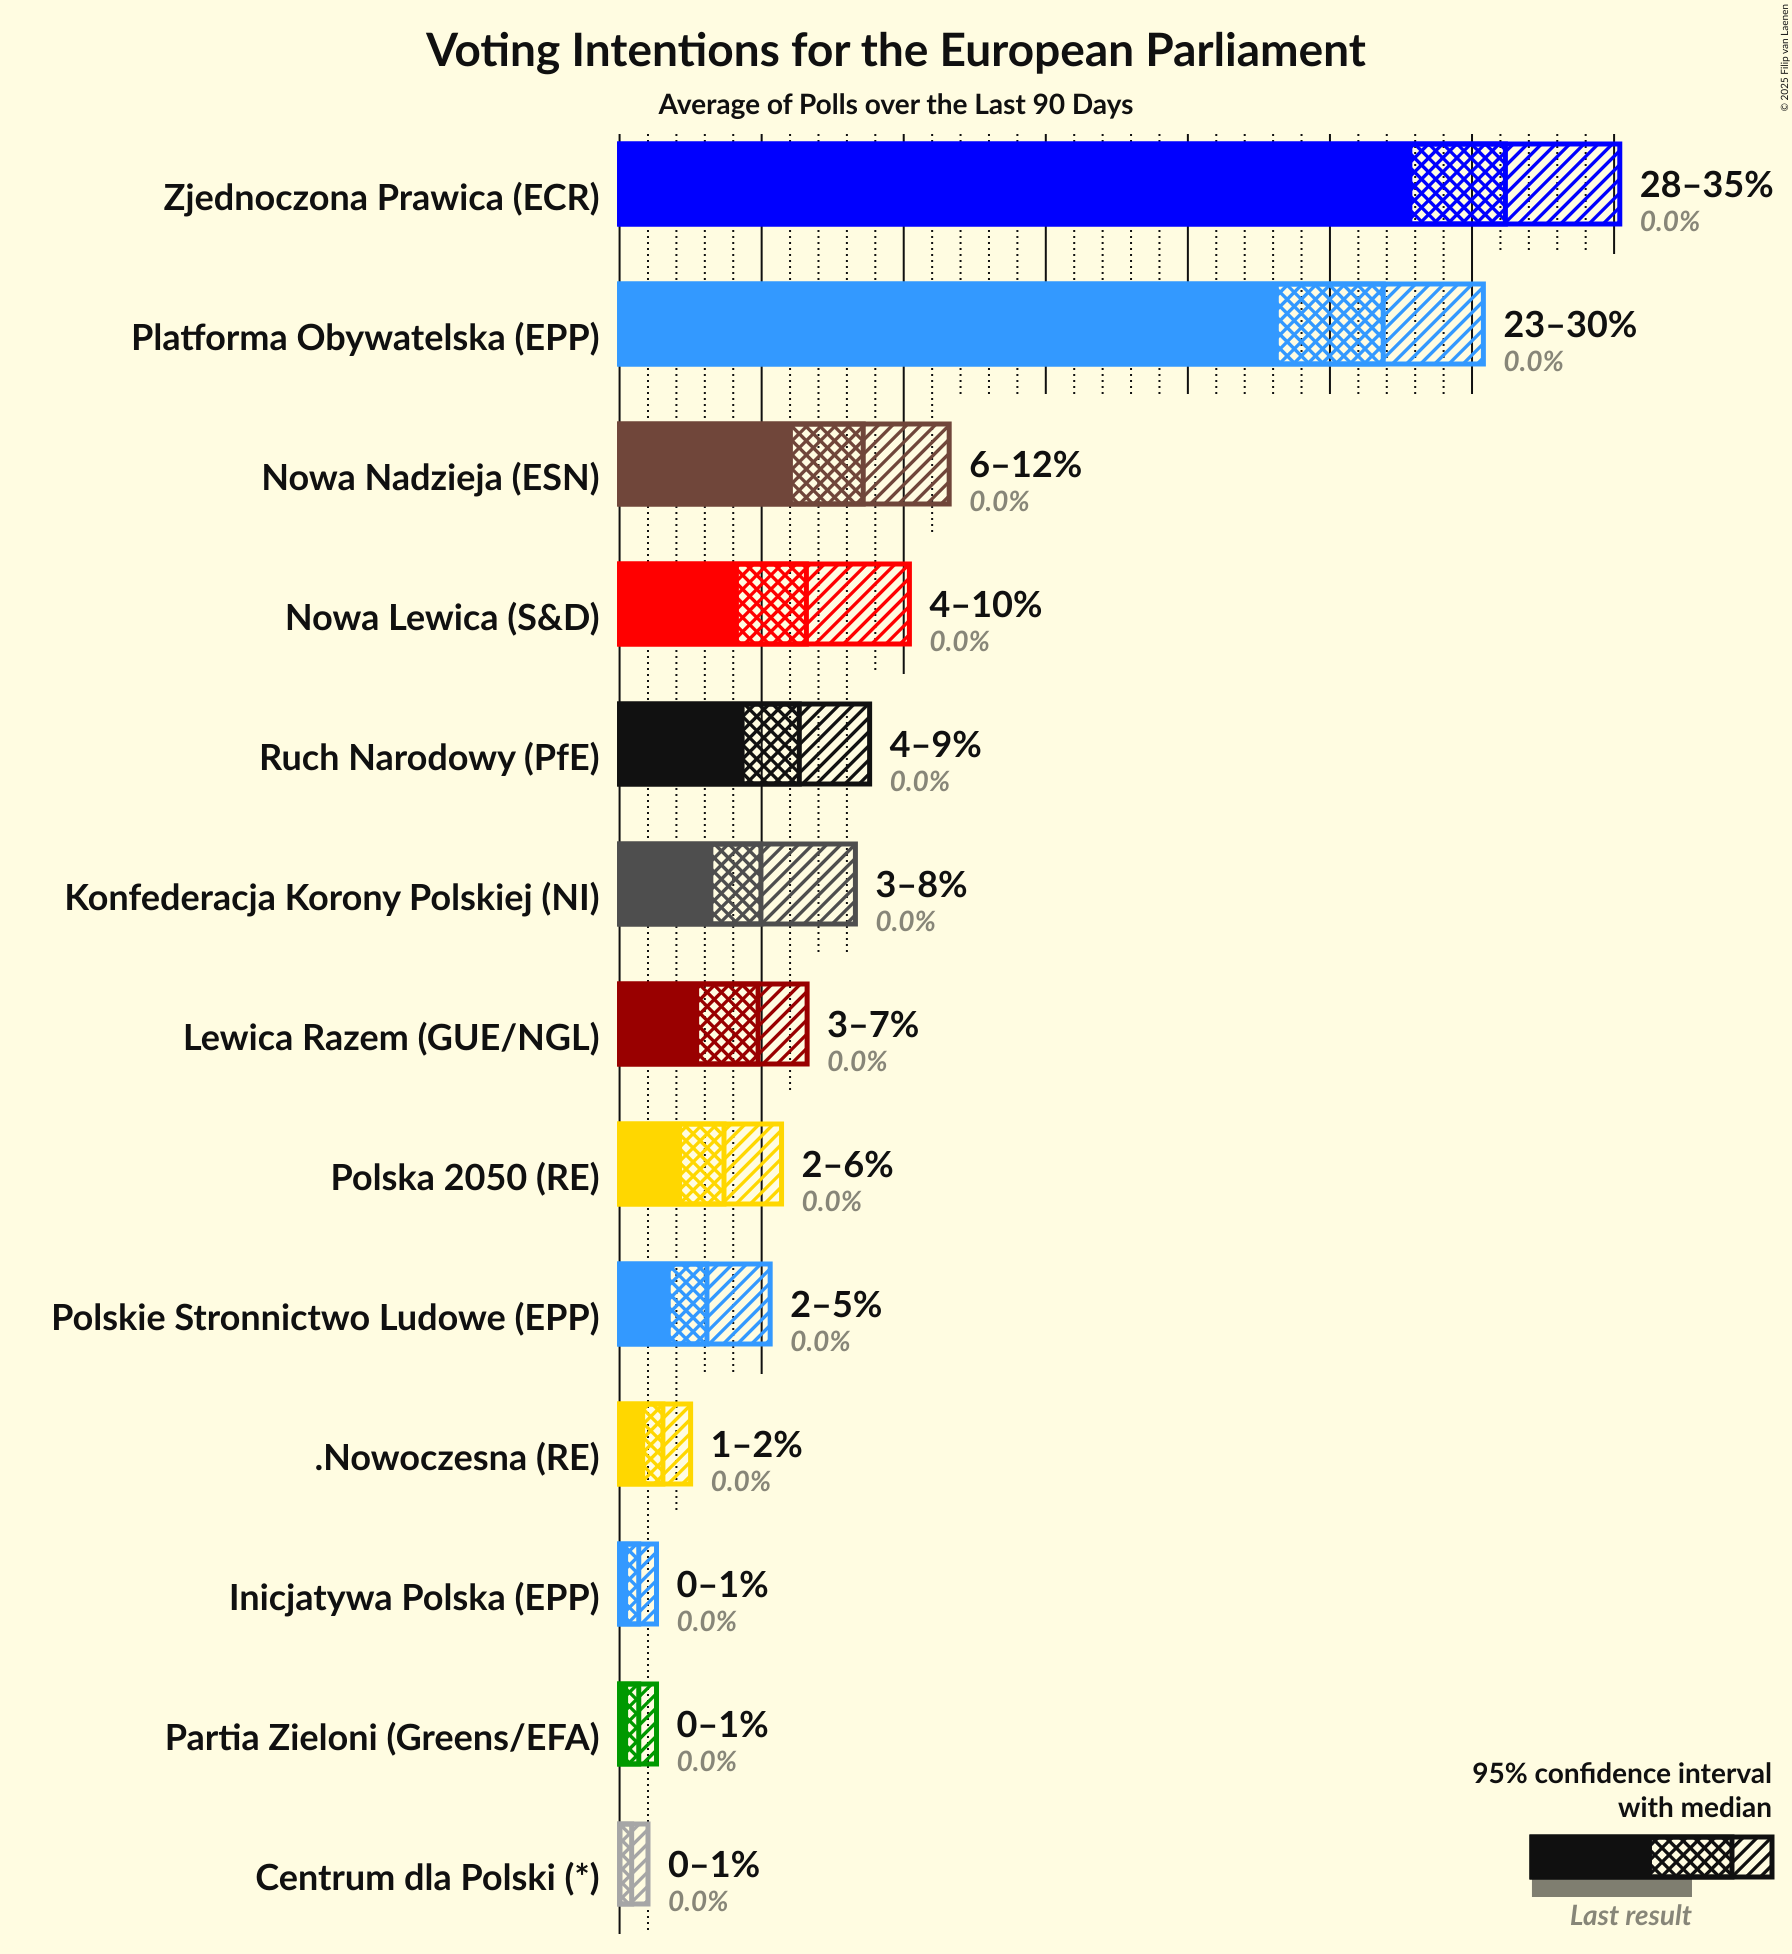 Voting Intentions for the European Parliament
Average of Polls over the Last 90 Days
© 2025 Filip van Laenen
Zjednoczona Prawica (ECR)
28–35%
0.0%
Platforma Obywatelska (EPP)
23–30%
0.0%
Nowa Nadzieja (ESN)
6–12%
0.0%
Nowa Lewica (S&D)
4–10%
0.0%
Ruch Narodowy (PfE)
4–9%
0.0%
Konfederacja Korony Polskiej (NI)
3–8%
0.0%
Lewica Razem (GUE/NGL)
3–7%
0.0%
Polska 2050 (RE)
2–6%
0.0%
Polskie Stronnictwo Ludowe (EPP)
2–5%
0.0%
.Nowoczesna (RE)
1–2%
0.0%
Inicjatywa Polska (EPP)
0–1%
0.0%
Partia Zieloni (Greens/EFA)
0–1%
0.0%
Centrum dla Polski (*)
0–1%
0.0%
95% confidence interval
with median
Last result